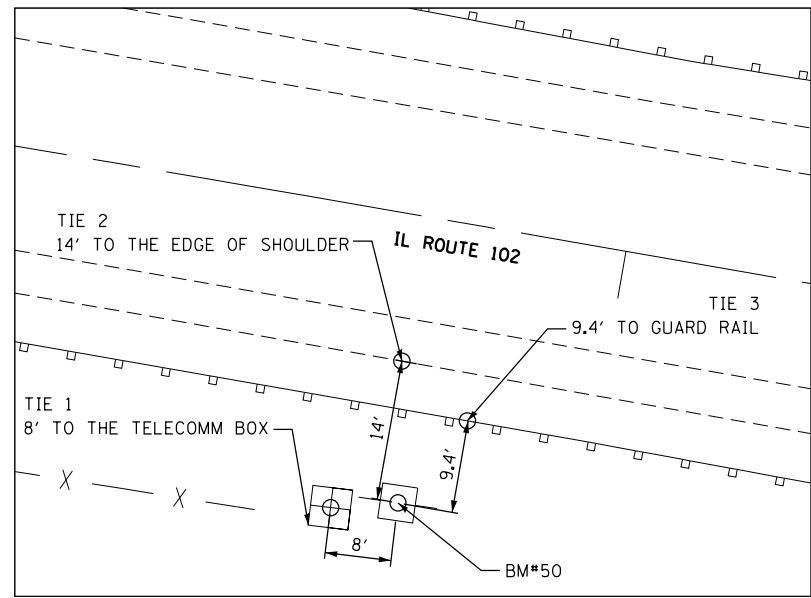 TIE 2
14' TO THE EDGE OF SHOULDER
IL ROUTE 102
TIE 3
9.4' TO GUARD RAIL
TIE 1
8' TO THE TELECOMM BOX
14'
9.4'
X
X
8'
BM#50